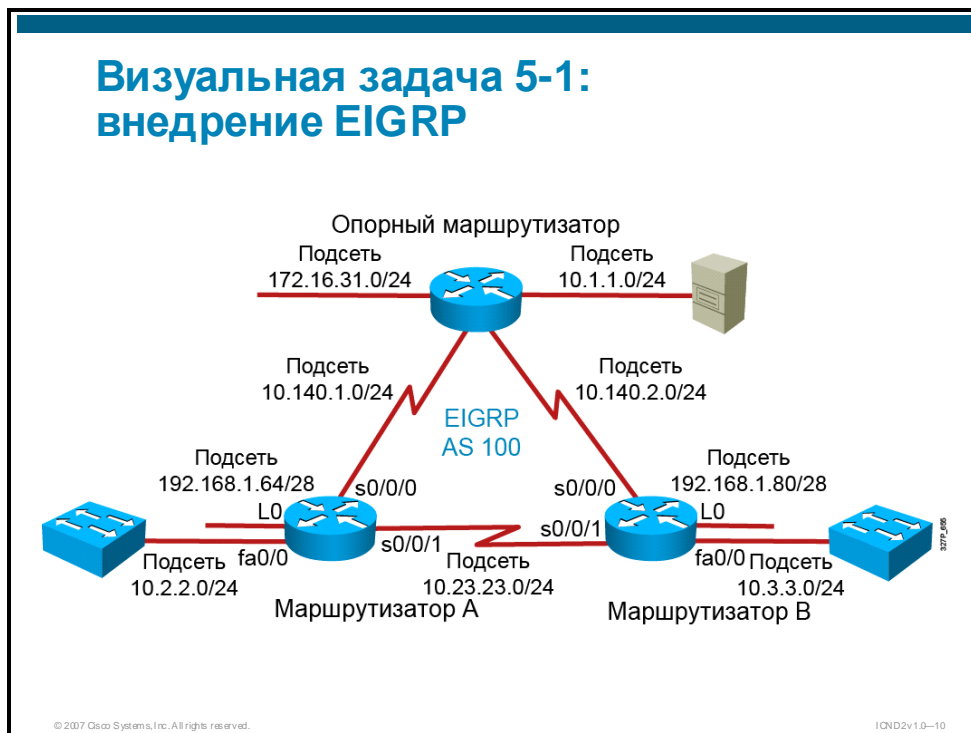 Визуальная задача 5-1:
внедрение EIGRP
Опорный маршрутизатор
Подсеть
172.16.31.0/24
Подсеть
10.1.1.0/24
Подсеть
10.140.1.0/24
Подсеть
10.140.2.0/24
EIGRP
AS 100
Подсеть
192.168.1.64/28
Подсеть
192.168.1.80/28
s0/0/0
s0/0/0
L0
L0
s0/0/1
s0/0/1
fa0/0
fa0/0
Подсеть
10.2.2.0/24
Подсеть
10.23.23.0/24
Подсеть
10.3.3.0/24
Маршрутизатор A
Маршрутизатор B
327P_655
© 2007 Cisco Systems, Inc. All rights reserved.
ICND2 v1.0—10